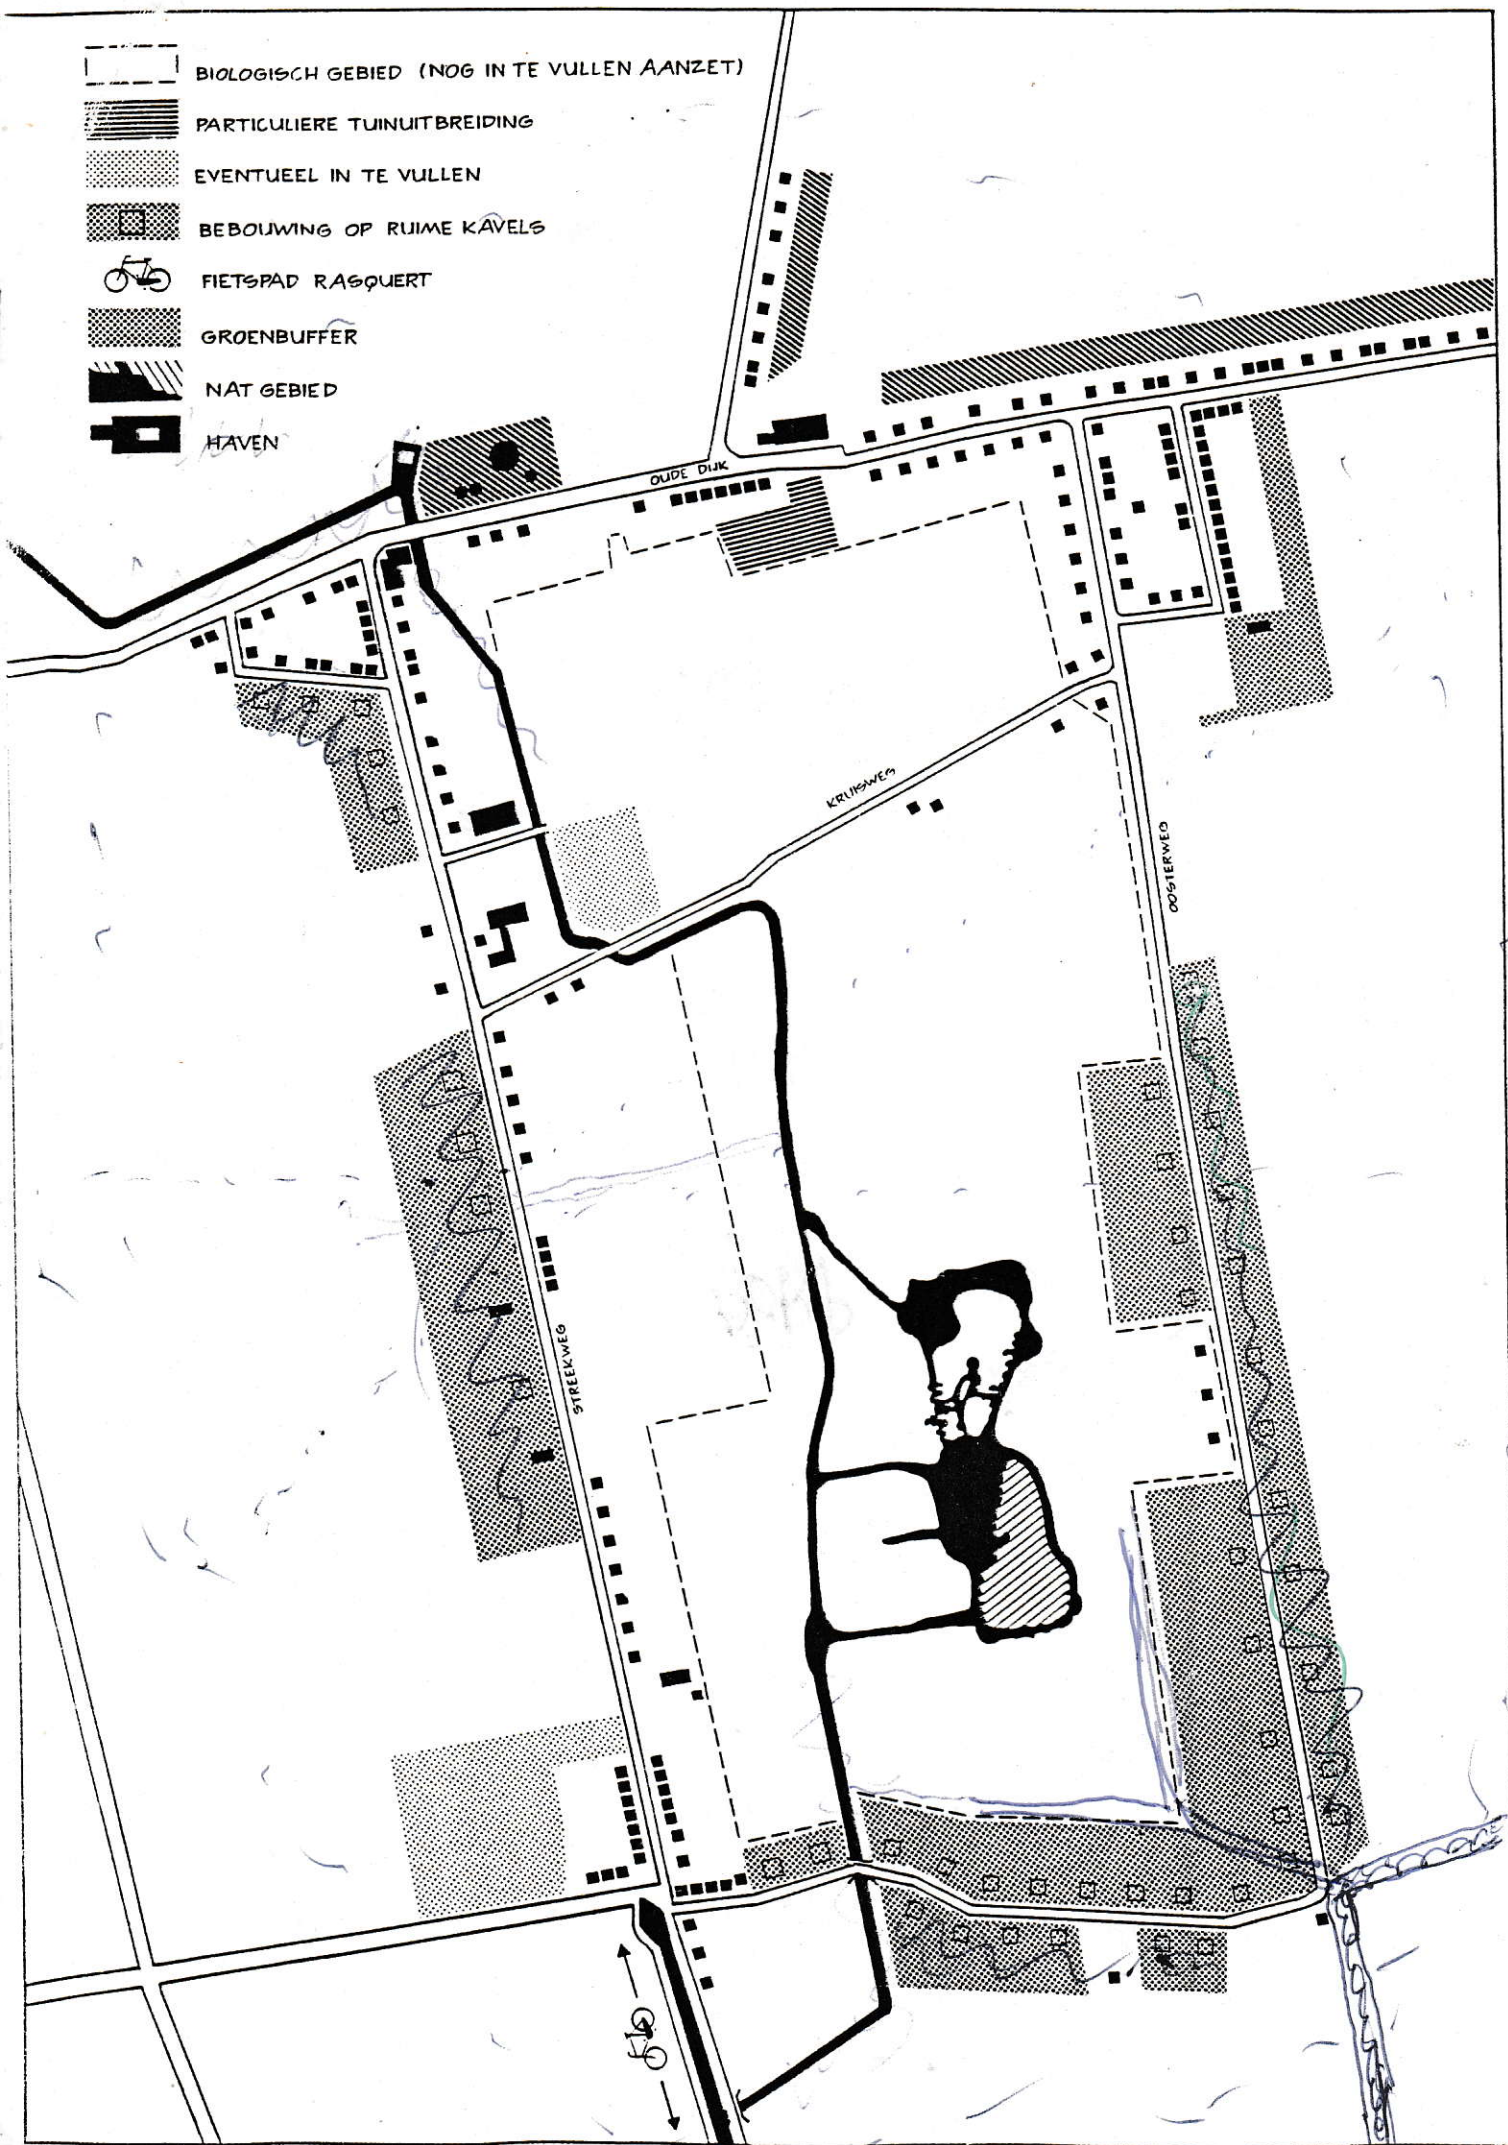 BIOLOGISCH GEBIED (NOG IN TE VULLEN AANZET)
PARTICULIERE TUINUITBREIDING
EVENTUEEL IN TE VULLEN
BEBOUWING OP RUIME KAVELS
FIETSPAD RASQUERT
GROENBUFFER
NAT GEBIED
HAVEN
OUDE DIJK
KRUISWEG
OOSTERWEG
STREEKWEG